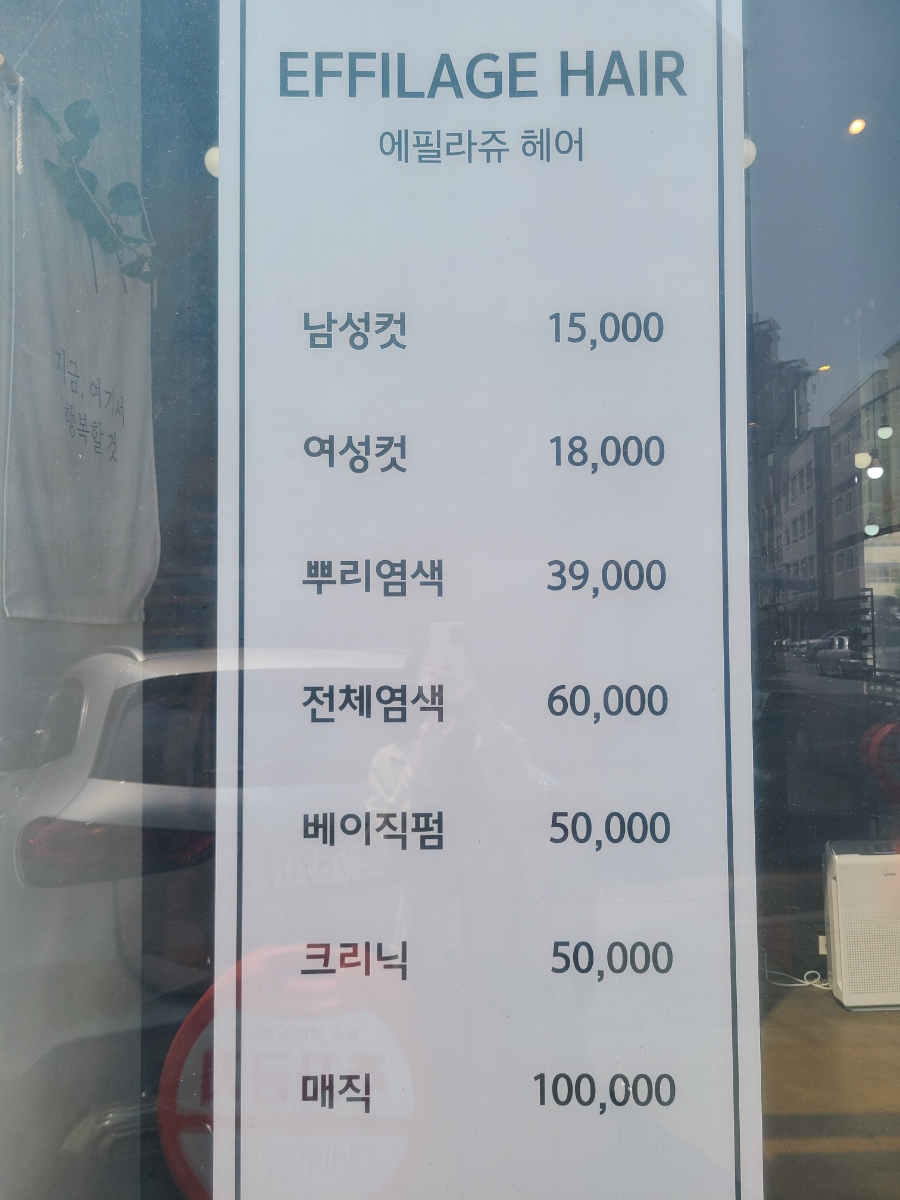 EFFILAGE HAIR
에필라쥬 헤어
남성컷 15,000
여성컷 18,000
뿌리염색 39,000
전체염색 60,000
베이직펌 50,000
크리닉 50,000
매직 100,000
지금, 여기서
행복할 것